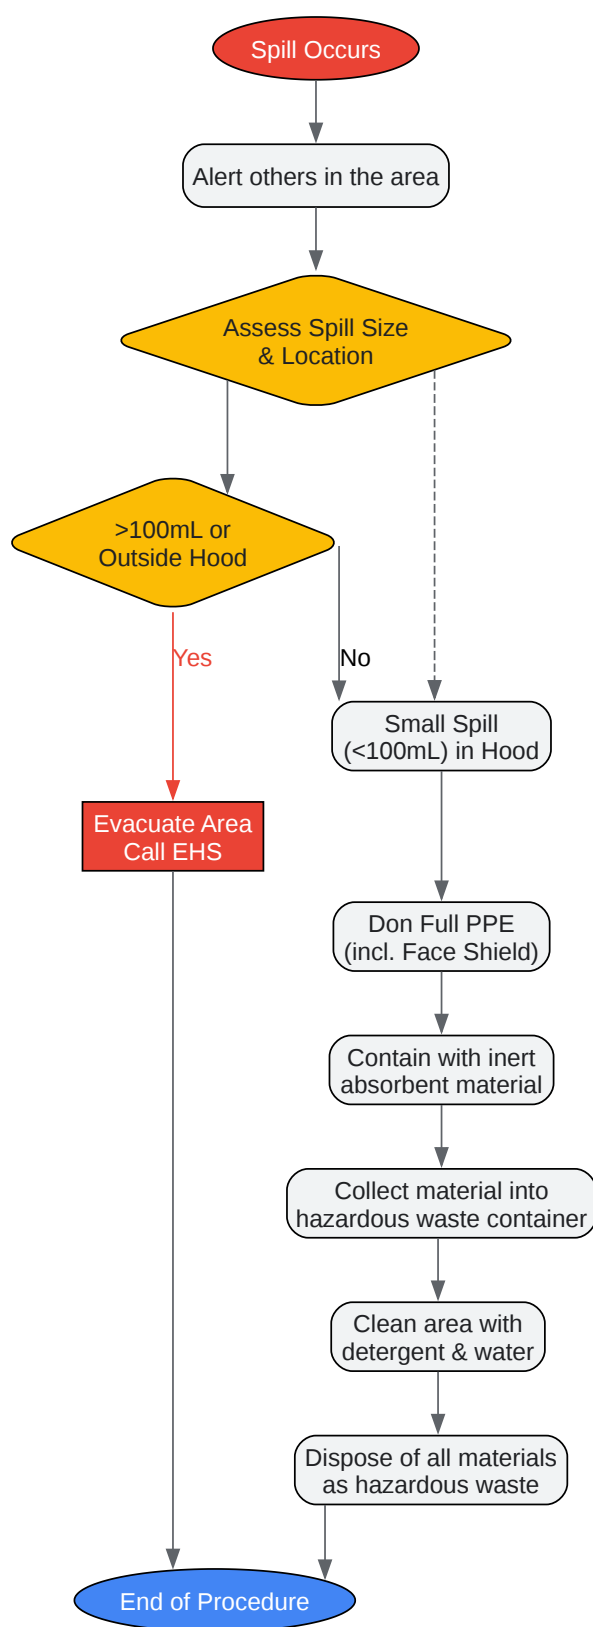 Spill Occurs
Alert others in the area
Assess Spill Size
& Location
>100mL or
Outside Hood
Yes
No
Small Spill
(<100mL) in Hood
Evacuate Area
Call EHS
Don Full PPE
(incl. Face Shield)
Contain with inert
absorbent material
Collect material into
hazardous waste container
Clean area with
detergent & water
Dispose of all materials
as hazardous waste
End of Procedure